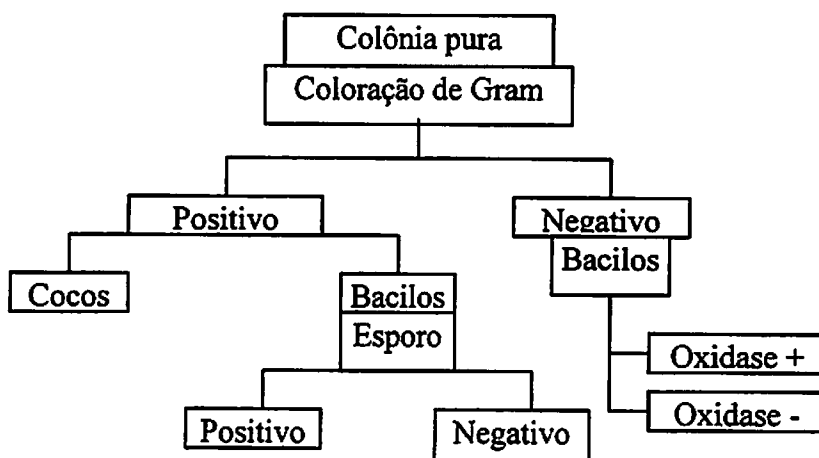 Colônia pura
Coloração de Gram
Positivo
Negativo
Bacilos
Cocos
Bacilos
Esporo
Oxidase +
Oxidase -
Positivo
Negativo